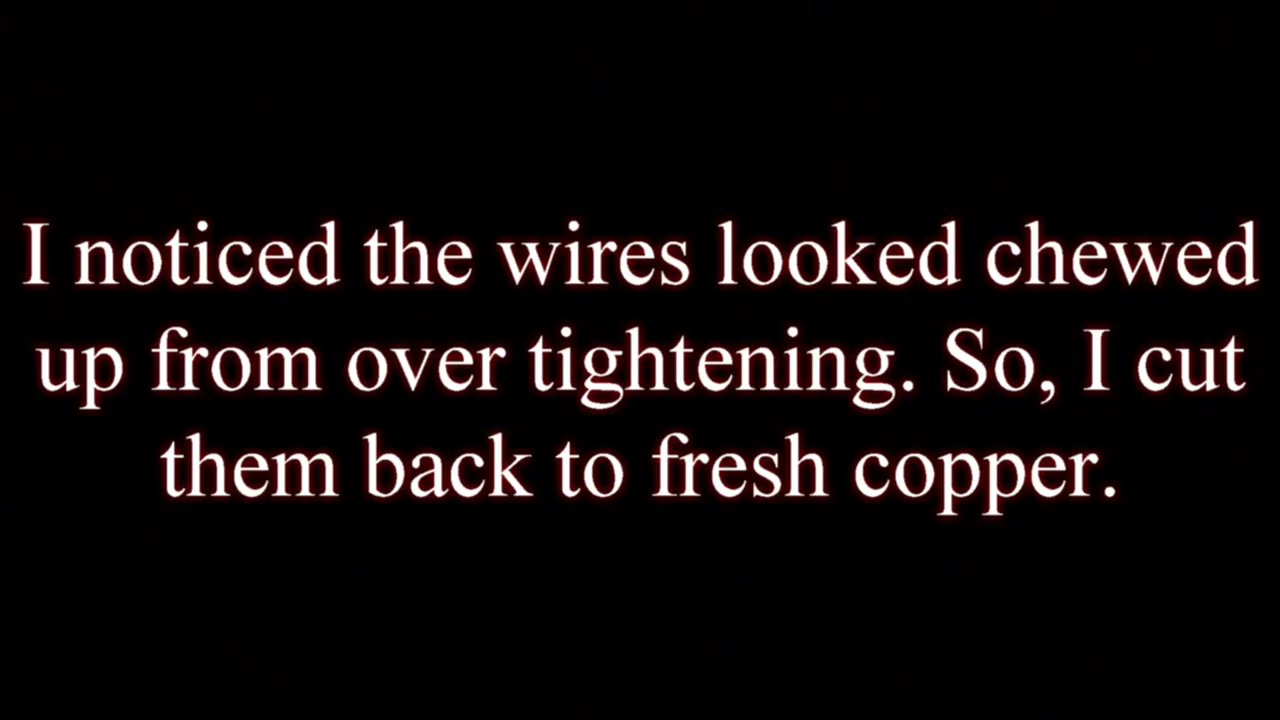 I noticed the wires looked chewed
up from over tightening. So, I cut
them back to fresh copper.